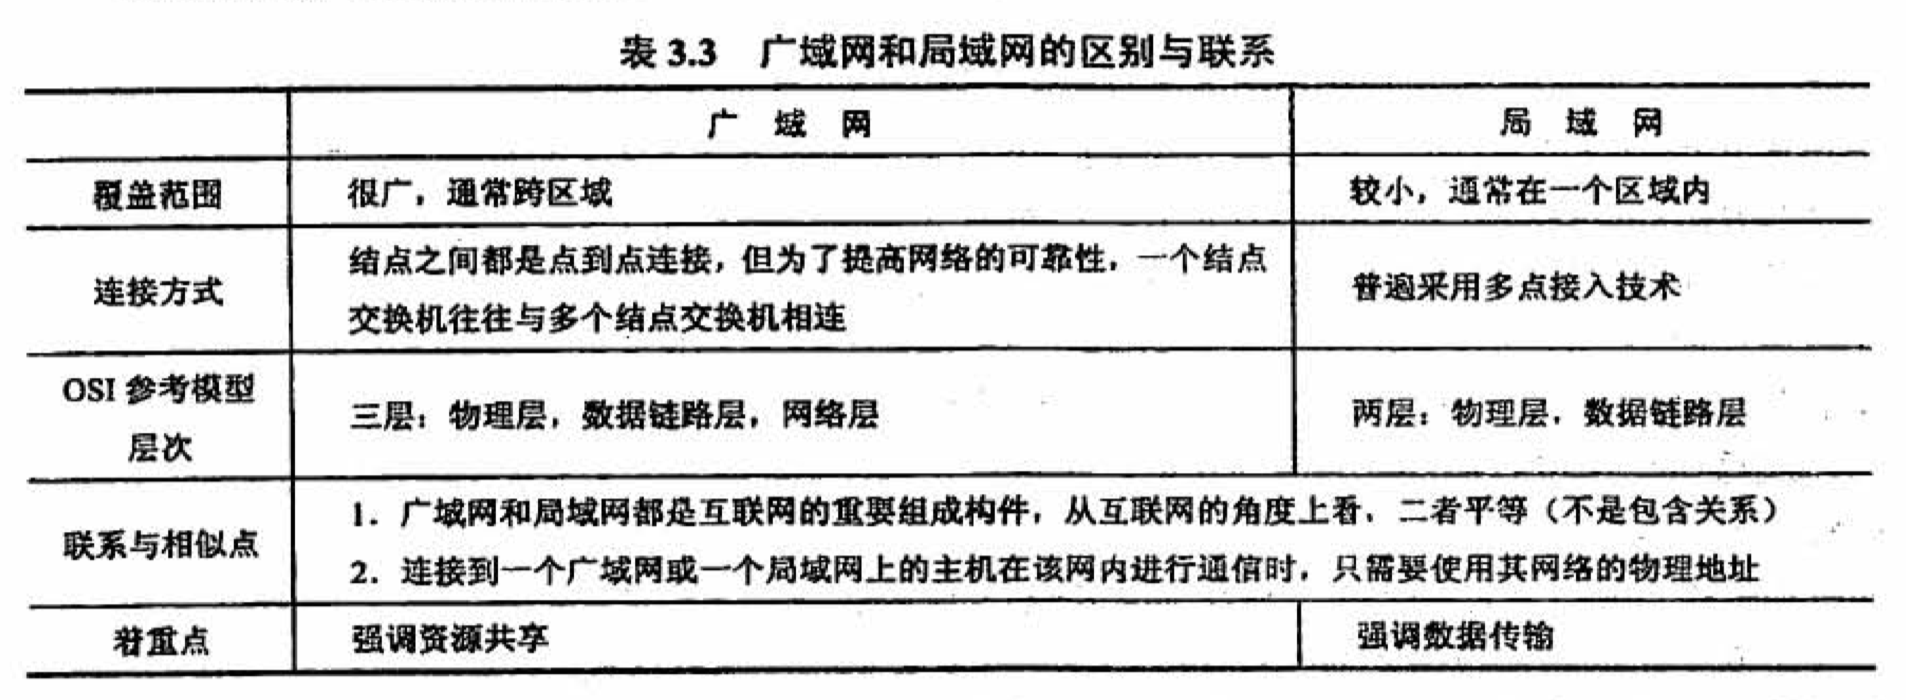 表 3.3 广域网和局域网的区别与联系
广 域 网
局 域 网
覆盖范围
很广，通常跨区域
较小，通常在一个区域内
连接方式
结点之间都是点到点连接，但为了提高网络的可靠性，一个结点
交换机往往与多个结点交换机相连
普遍采用多点接入技术
OSI 参考模型
层次
三层：物理层，数据链路层，网络层
两层：物理层，数据链路层
联系与相似点
1. 广域网和局域网都是互联网的重要组成构件，从互联网的角度上看，二者平等（不是包含关系）
2. 连接到一个广域网或一个局域网上的主机在该网内进行通信时，只需要使用其网络的物理地址
着重点
强调资源共享
强调数据传输